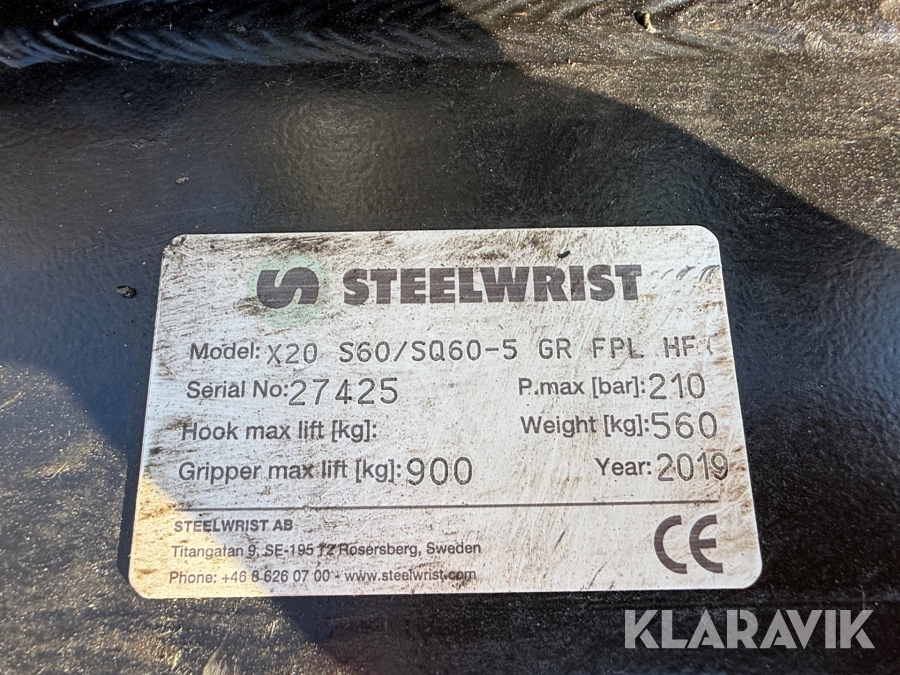 STEELWRIST
Model: X20 S60/SQ60-5 GR FPL HF
Serial No: 27425 P.max [bar]: 210
Hook max lift [kg]: Weight [kg]: 560
Gripper max lift [kg]: 900 Year: 2019
STEELWRIST AB
Titangatan 9, SE-195 72 Rosersberg, Sweden
Phone: +46 8 626 07 00 - www.steelwrist.com
CE
KLARAVIK